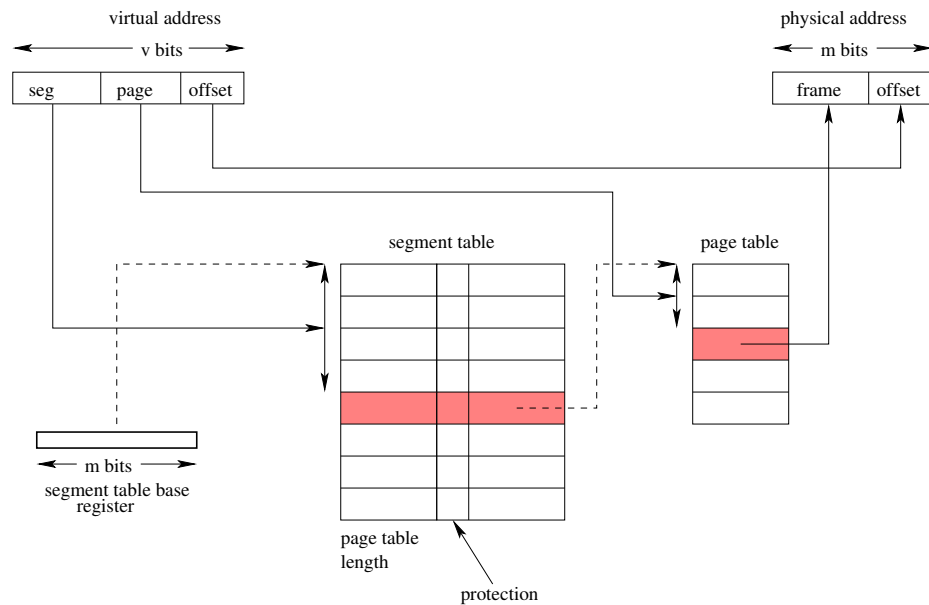 virtual address
physical address
v bits
m bits
seg
page
offset
frame
offset
segment table
page table
m bits
segment table base
register
page table
length
protection